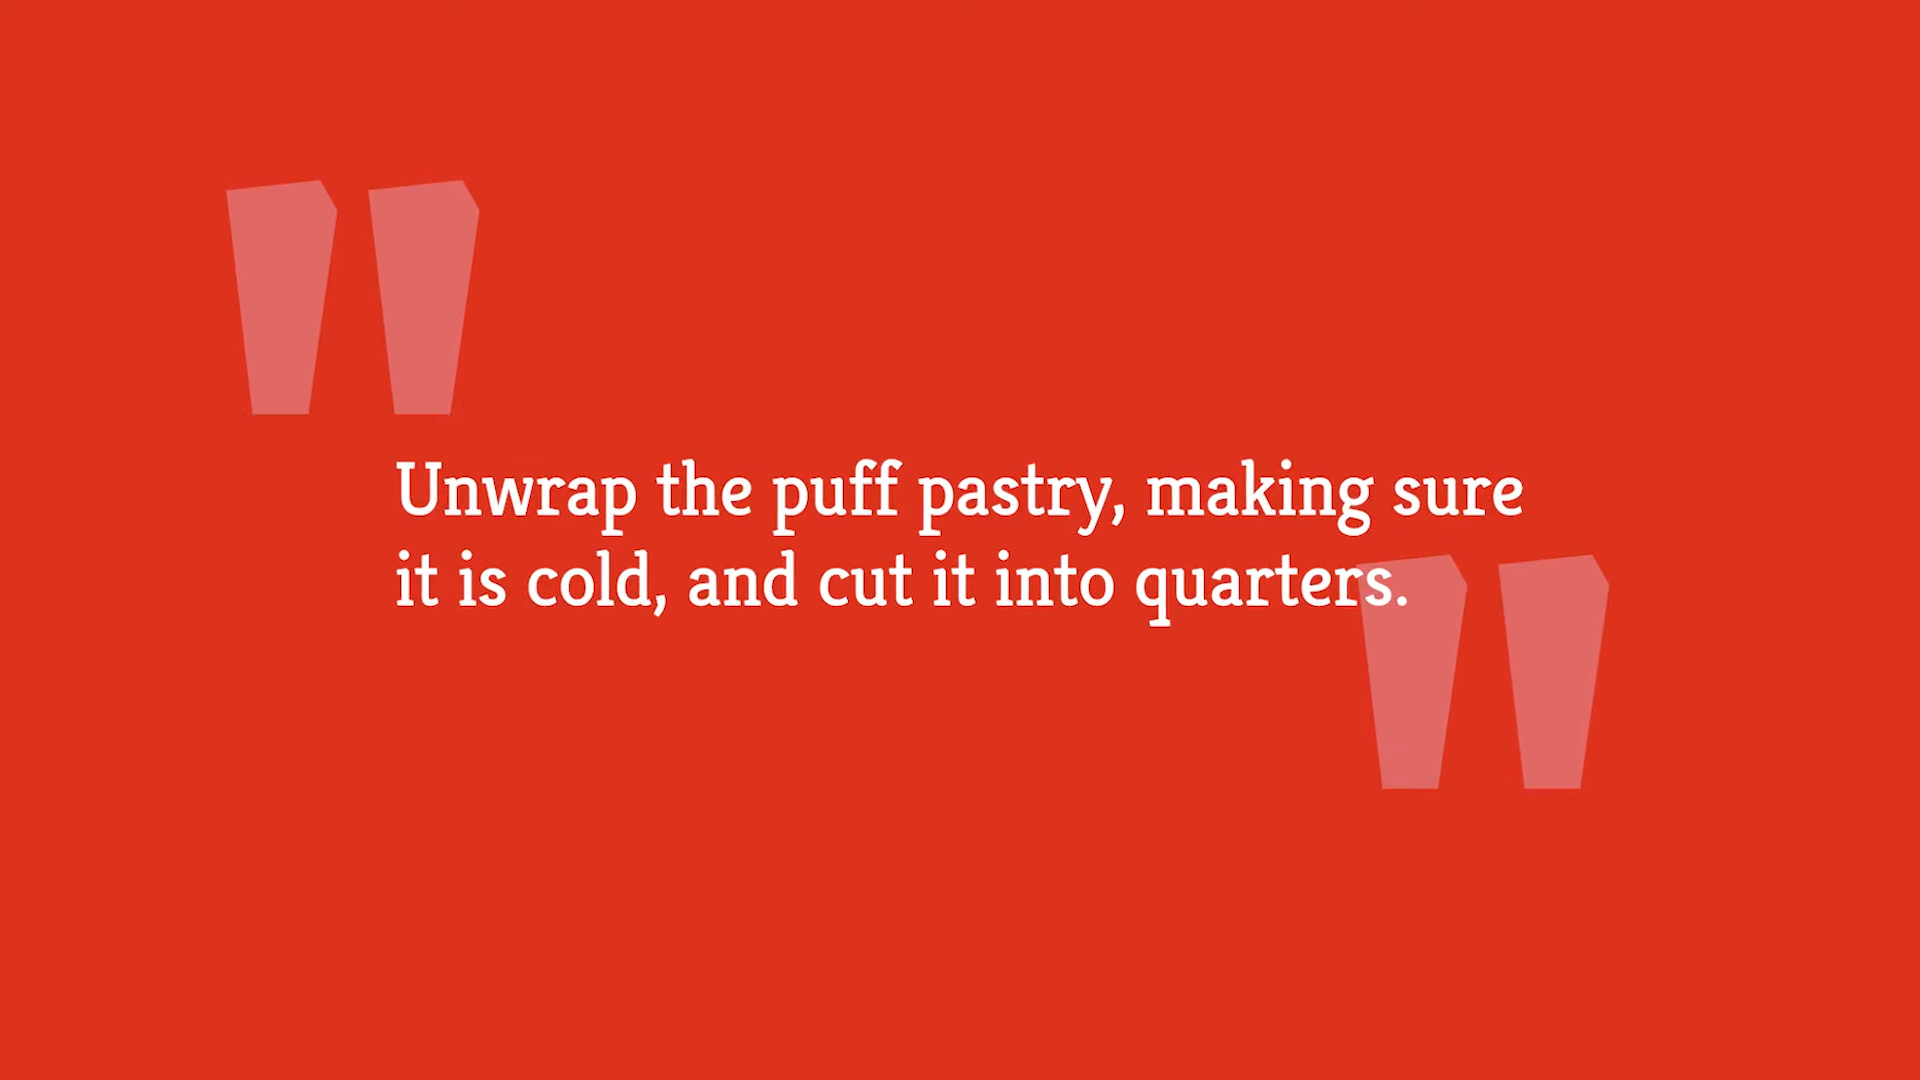 "
Unwrap the puff pastry, making sure
it is cold, and cut it into quarters.
"